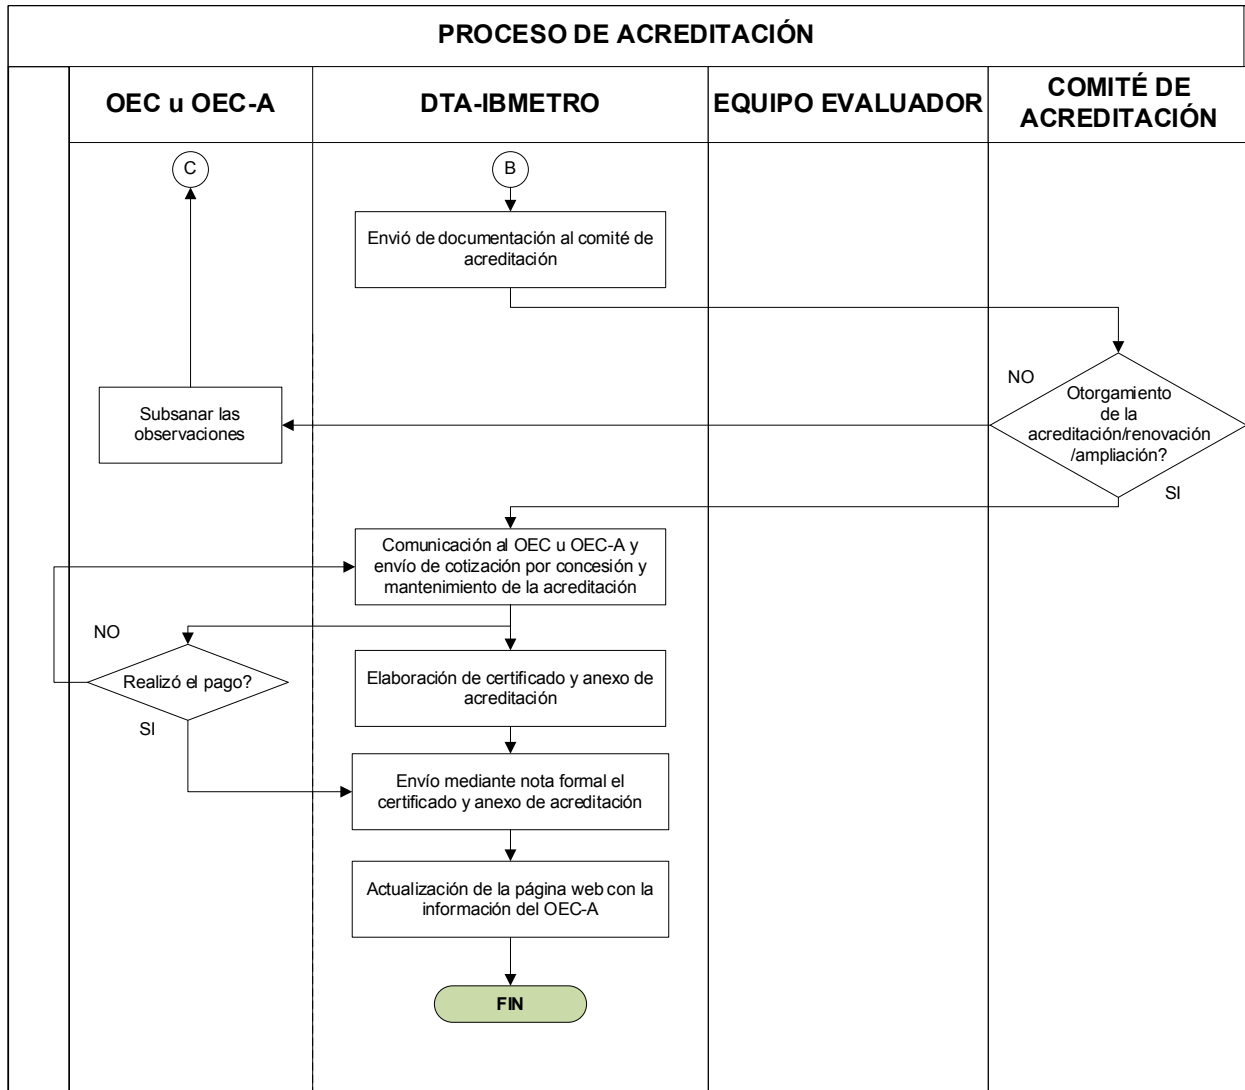 PROCESO DE ACREDITACIÓN
OEC u OEC-A
DTA-IBMETRO
EQUIPO EVALUADOR
COMITÉ DE
ACREDITACIÓN
C
B
Envió de documentación al comité de
acreditación
NO
Otorgamiento
de la
acreditación/renovación
/ampliación?
SI
Subsanar las
observaciones
Comunicación al OEC u OEC-A y
envío de cotización por concesión y
mantenimiento de la acreditación
NO
Realizó el pago?
SI
Elaboración de certificado y anexo de
acreditación
Envío mediante nota formal el
certificado y anexo de acreditación
Actualización de la página web con la
información del OEC-A
FIN